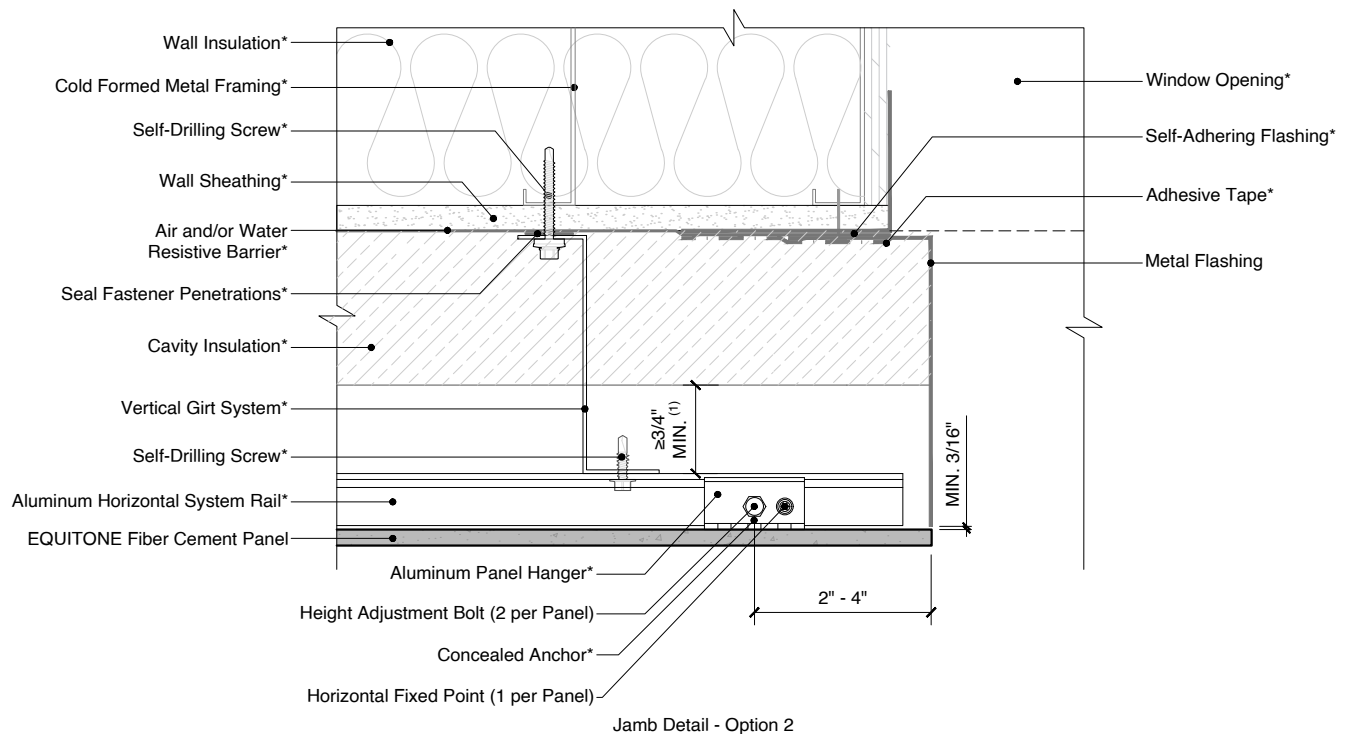 Wall Insulation*
Cold Formed Metal Framing*
Self-Drilling Screw*
Wall Sheathing*
Air and/or Water
Resistive Barrier*
Seal Fastener Penetrations*
Cavity Insulation*
Vertical Girt System*
Self-Drilling Screw*
Aluminum Horizontal System Rail*
EQUITONE Fiber Cement Panel
Aluminum Panel Hanger*
Height Adjustment Bolt (2 per Panel)
Concealed Anchor*
Horizontal Fixed Point (1 per Panel)
Window Opening*
Self-Adhering Flashing*
Adhesive Tape*
Metal Flashing
≥3/4"
MIN. (1)
MIN. 3/16"
2" - 4"
Jamb Detail - Option 2